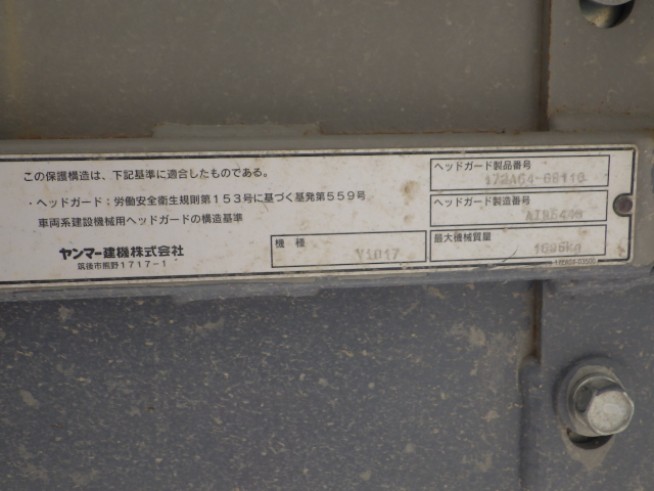 この保護構造は、下記基準に適合したものである。
・ヘッドガード：労働安全衛生規則第153号に基づく基発第559号
車両系建設機械用ヘッドガードの構造基準
ヤンマー建機株式会社
筑後市熊野1717-1
機種
ViO17
ヘッドガード製品番号
ヘッドガード製造番号
最大機械質量